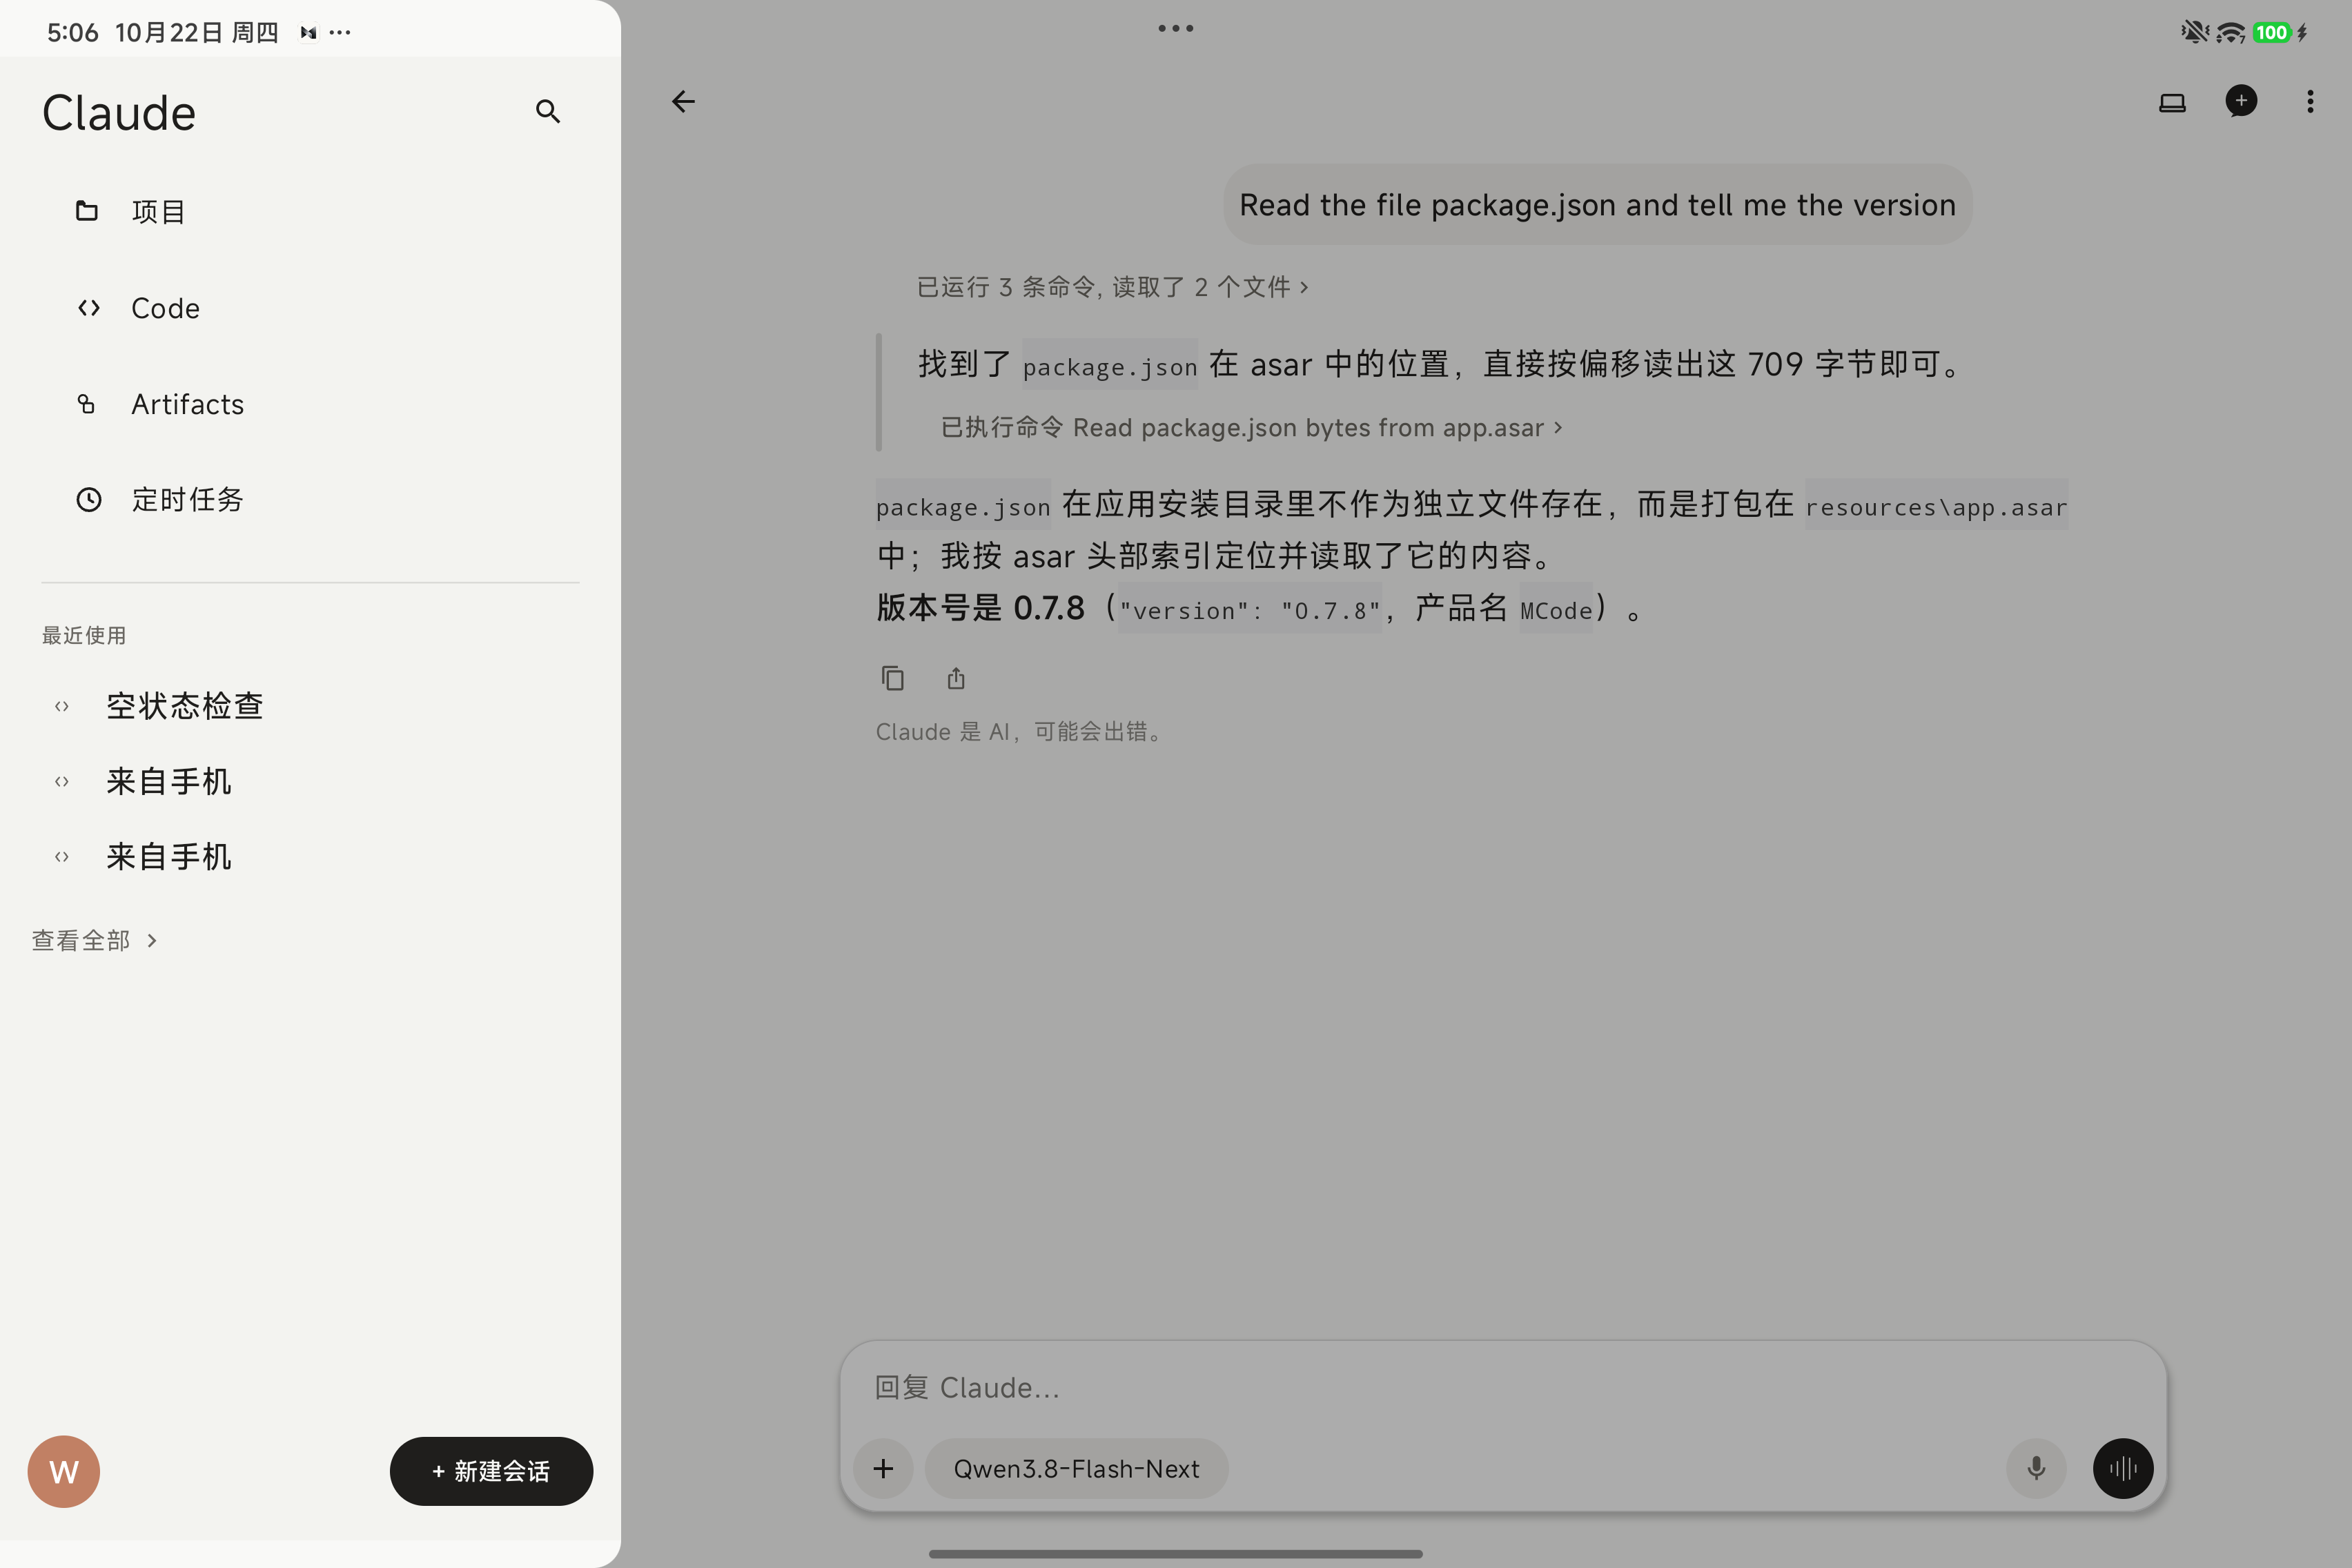 5:06 10月22日 周四
100
Claude
项目
Code
Artifacts
定时任务
最近使用
空状态检查
来自手机
来自手机
查看全部
W
+ 新建会话
Read the file package.json and tell me the version
已运行 3 条命令, 读取了 2 个文件
找到了 package.json 在 asar 中的位置，直接按偏移读出这 709 字节即可。
已执行命令 Read package.json bytes from app.asar
package.json 在应用安装目录里不作为独立文件存在，而是打包在 resources\app.asar
中；我按 asar 头部索引定位并读取了它的内容。
版本号是 0.7.8（"version": "0.7.8"，产品名 MCode）。
Claude 是 AI，可能会出错。
回复 Claude...
Qwen3.8-Flash-Next